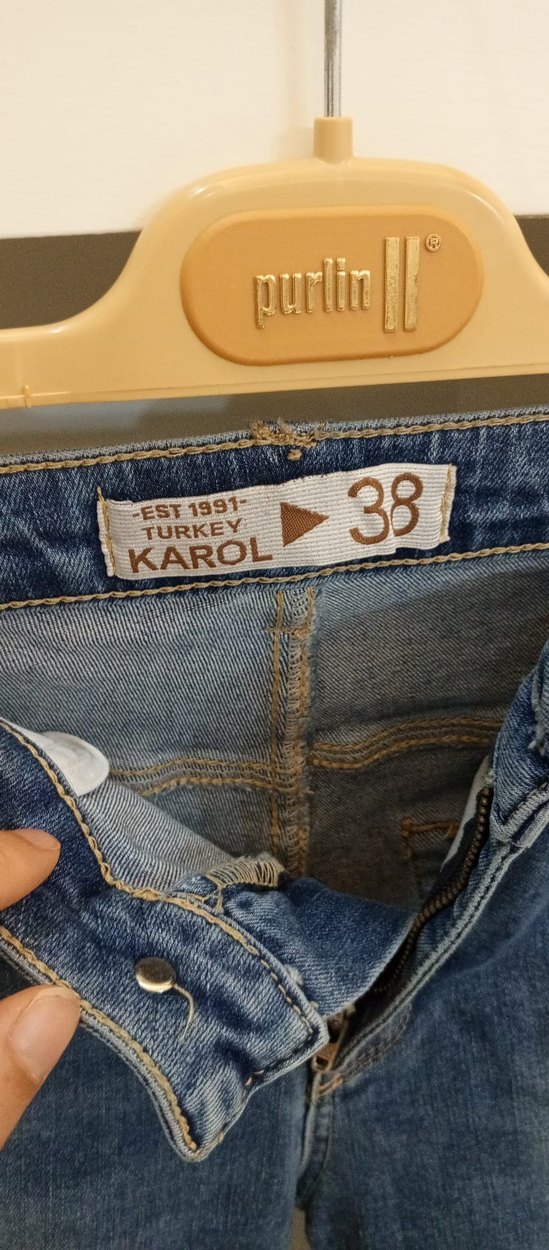 purlin ®
-EST 1991-
TURKEY
KAROL
38